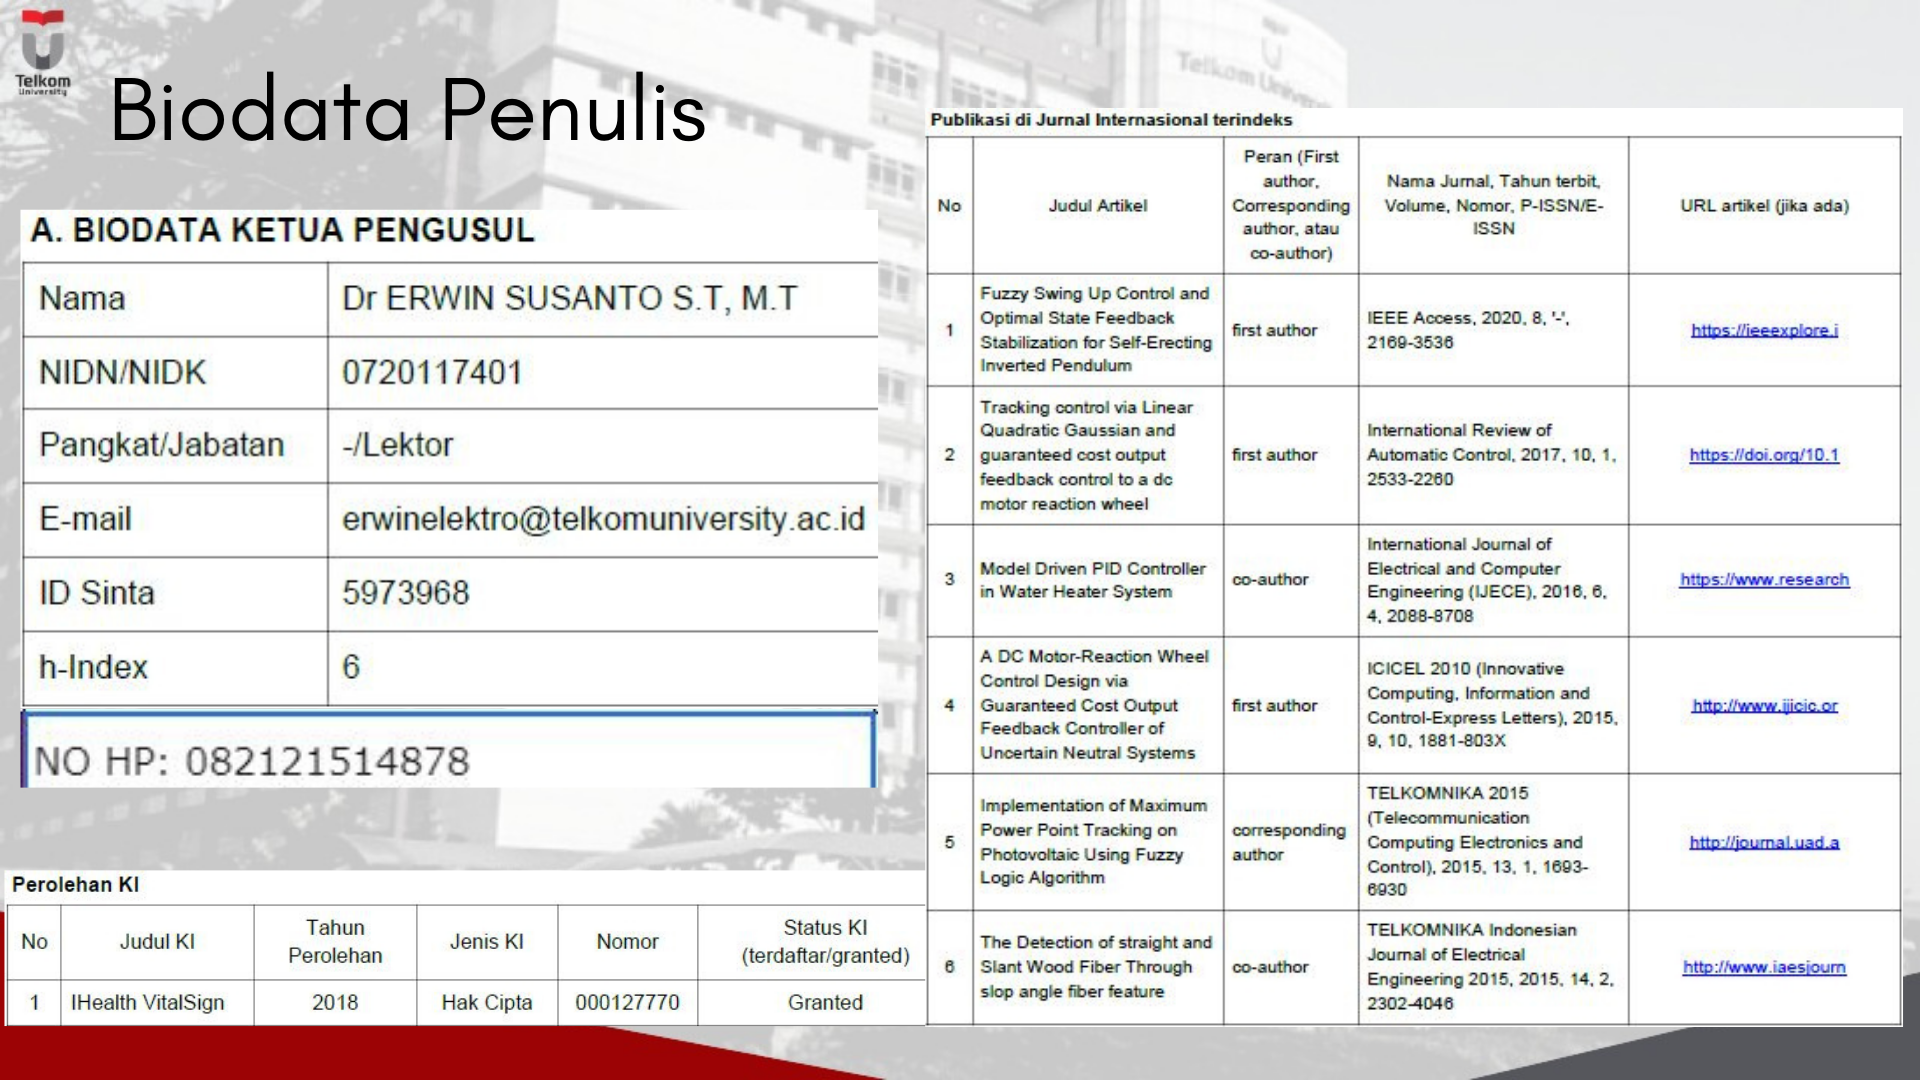 Telkom
University
Biodata Penulis
Telkom University
A. BIODATA KETUA PENGUSUL
Nama
Dr ERWIN SUSANTO S.T, M.T
NIDN/NIDK
0720117401
Pangkat/Jabatan
-/Lektor
E-mail
erwinelektro@telkomuniversity.ac.id
ID Sinta
5973968
h-Index
6
NO HP: 082121514878
Perolehan KI
No
Judul KI
Tahun
Perolehan
Jenis KI
Nomor
Status KI
(terdaftar/granted)
1
IHealth VitalSign
2018
Hak Cipta
000127770
Granted
Publikasi di Jurnal Internasional terindeks
No
Judul Artikel
Peran (First
author,
Corresponding
author, atau
co-author)
Nama Jurnal, Tahun terbit,
Volume, Nomor, P-ISSN/E-
ISSN
URL artikel (jika ada)
1
Fuzzy Swing Up Control and
Optimal State Feedback
Stabilization for Self-Erecting
Inverted Pendulum
first author
IEEE Access, 2020, 8, '-',
2169-3536
https://ieeexplore.i
2
Tracking control via Linear
Quadratic Gaussian and
guaranteed cost output
feedback control to a dc
motor reaction wheel
first author
International Review of
Automatic Control, 2017, 10, 1,
2533-2260
https://doi.org/10.1
3
Model Driven PID Controller
in Water Heater System
co-author
International Journal of
Electrical and Computer
Engineering (IJECE), 2016, 6,
4, 2088-8708
https://www.research
4
A DC Motor-Reaction Wheel
Control Design via
Guaranteed Cost Output
Feedback Controller of
Uncertain Neutral Systems
first author
ICICEL 2010 (Innovative
Computing, Information and
Control-Express Letters), 2015,
9, 10, 1881-803X
http://www.ijicic.or
5
Implementation of Maximum
Power Point Tracking on
Photovoltaic Using Fuzzy
Logic Algorithm
corresponding
author
TELKOMNIKA 2015
(Telecommunication
Computing Electronics and
Control), 2015, 13, 1, 1693-
6930
http://journal.uad.a
6
The Detection of straight and
Slant Wood Fiber Through
slop angle fiber feature
co-author
TELKOMNIKA Indonesian
Journal of Electrical
Engineering 2015, 2015, 14, 2,
2302-4046
http://www.iaesjourn